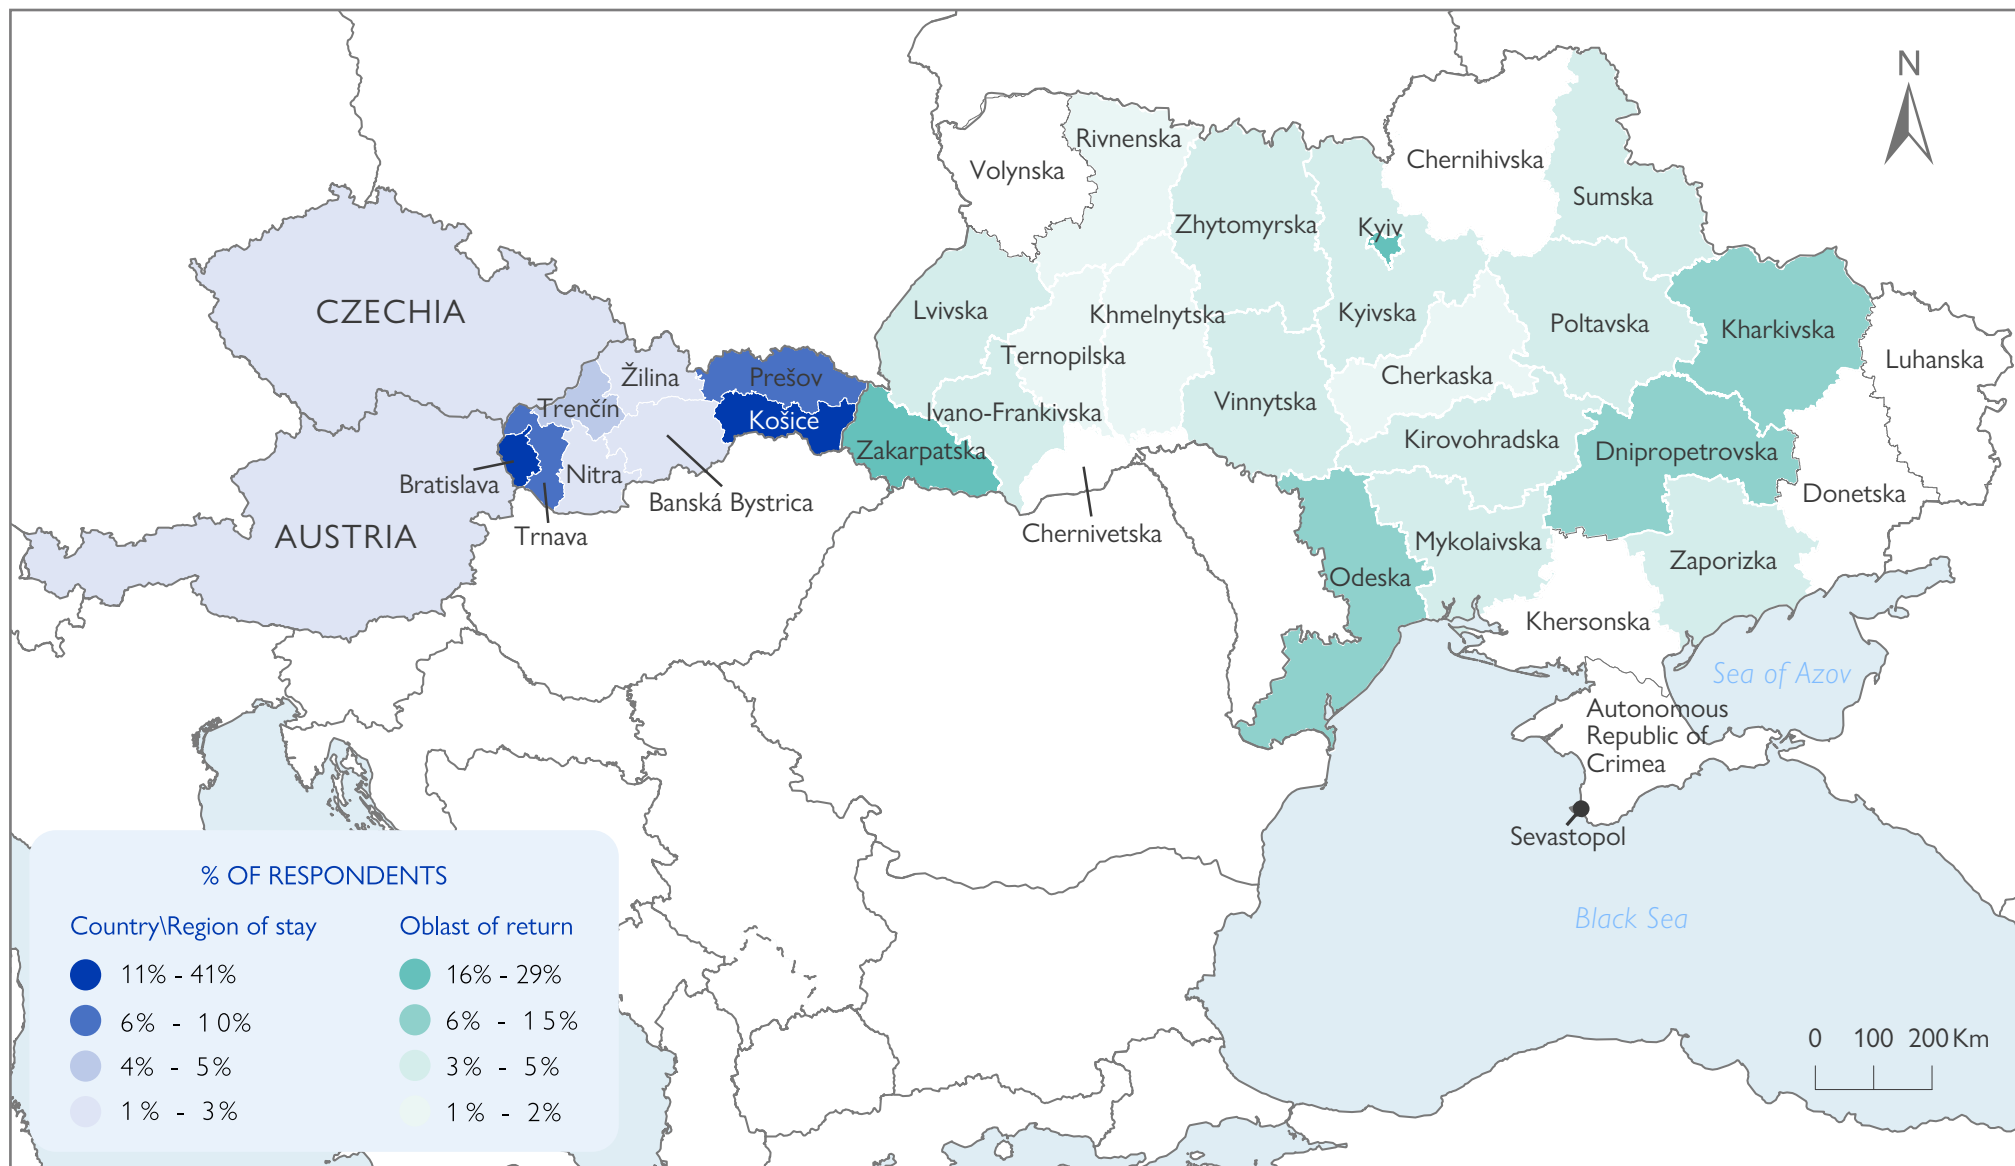 N
Rivnenska
Volynska
Chernihivska
Sumska
Zhytomyrska
Kyiv
CZECHIA
Lvivska
Khmelnytska
Kyivska
Poltavska
Kharkivska
Ternopilska
Luhanska
Žilina
Prešov
Cherkaska
Trenčín
Ivano-Frankivska
Vinnytska
Košice
Kirovohradska
Zakarpatska
Dnipropetrovska
Nitra
Bratislava
Banská Bystrica
Donetska
AUSTRIA
Trnava
Chernivetska
Mykolaivska
Zaporizka
Odeska
Khersonska
Sea of Azov
Autonomous
Republic of
Crimea
Sevastopol
Black Sea
% OF RESPONDENTS
Country\Region of stay
11% - 41%
6% - 10%
4% - 5%
1% - 3%
Oblast of return
16% - 29%
6% - 15%
3% - 5%
1% - 2%
0 100 200 Km